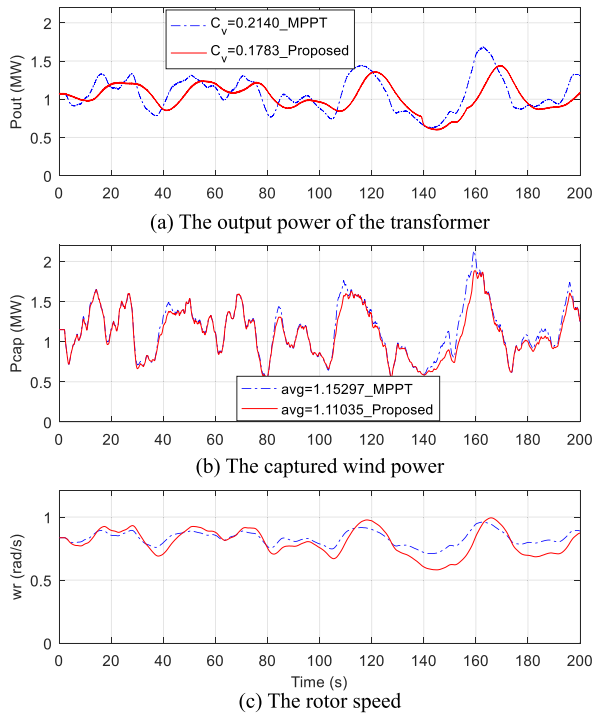 C_v=0.2140_MPPT
C_v=0.1783_Proposed
Pout (MW)
2
1.5
1
0.5
0
0 20 40 60 80 100 120 140 160 180 200
(a) The output power of the transformer
Pcap (MW)
2
1.5
1
0.5
0
avg=1.15297_MPPT
avg=1.11035_Proposed
0 20 40 60 80 100 120 140 160 180 200
(b) The captured wind power
wr (rad/s)
1
0.5
0
0 20 40 60 80 100 120 140 160 180 200
Time (s)
(c) The rotor speed